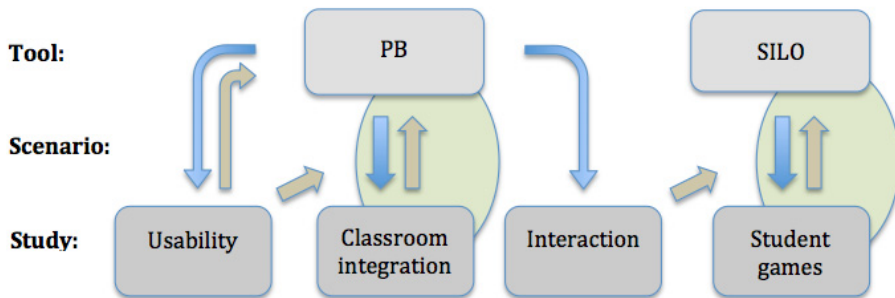 Tool:
PB
SILO
Scenario:
Study:
Usability
Classroom
integration
Interaction
Student
games